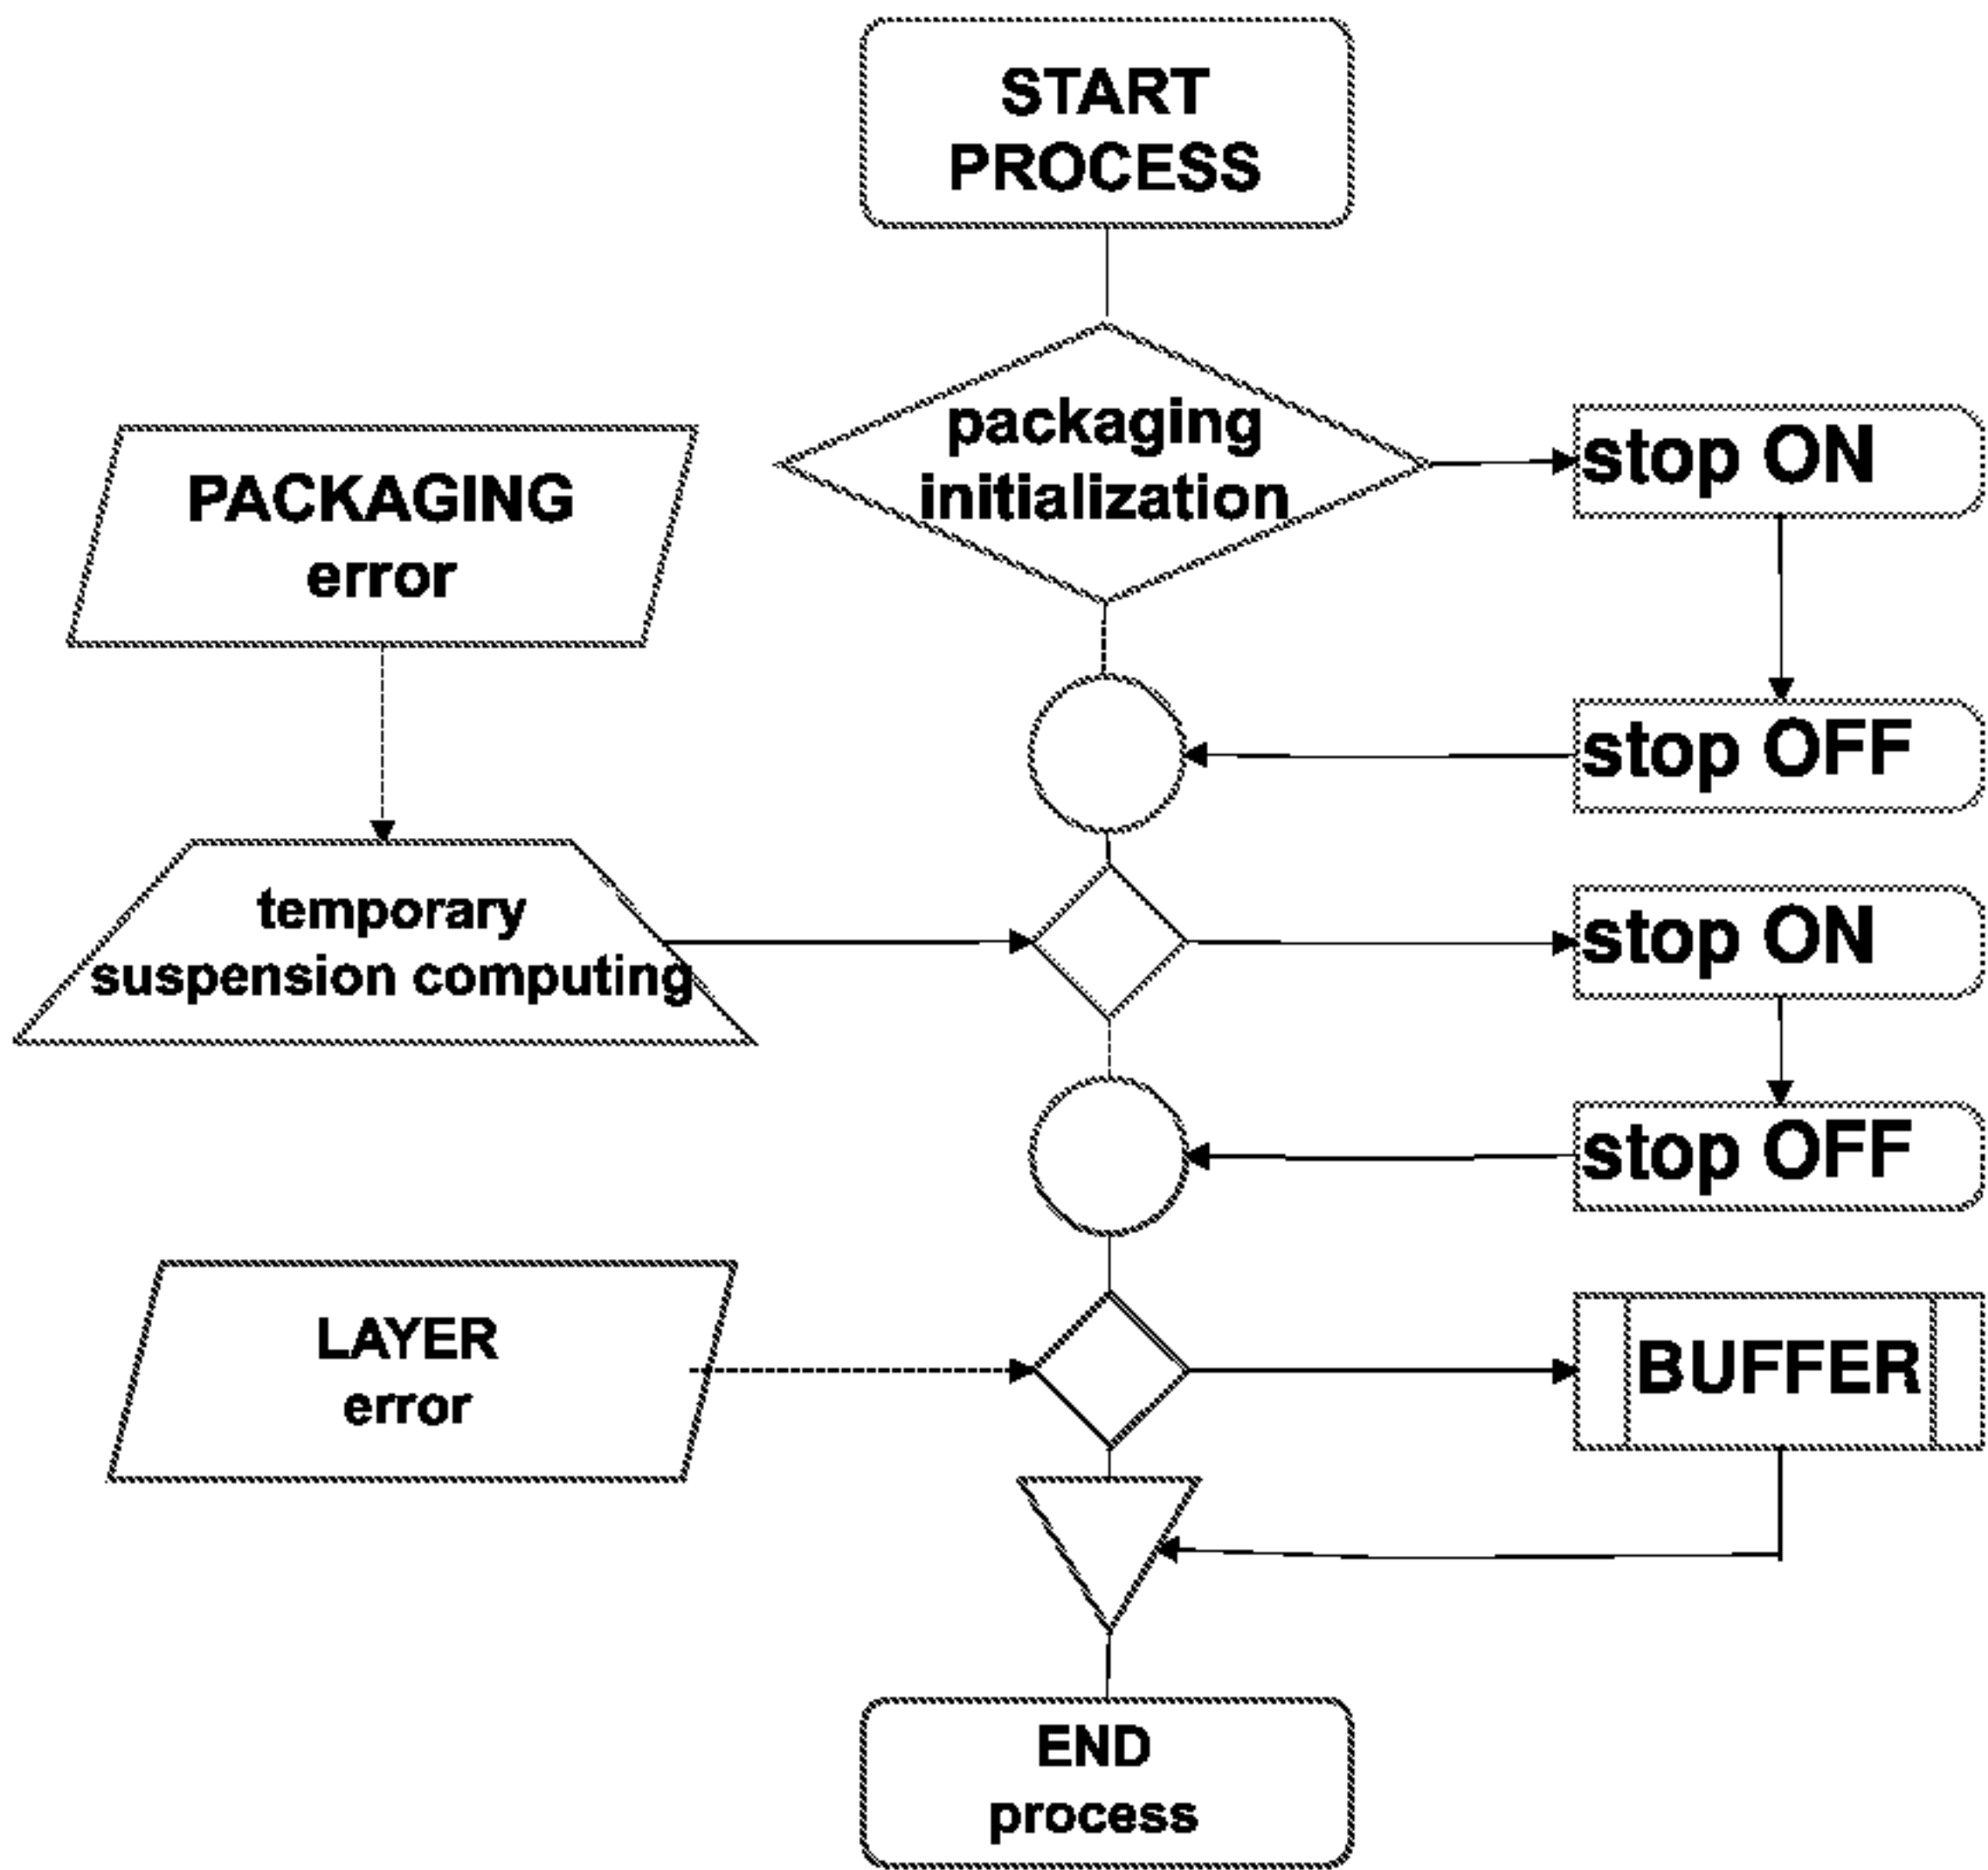 START
PROCESS
packaging
initialization
stop ON
PACKAGING
error
stop OFF
temporary
suspension computing
stop ON
stop OFF
LAYER
error
BUFFER
END
process